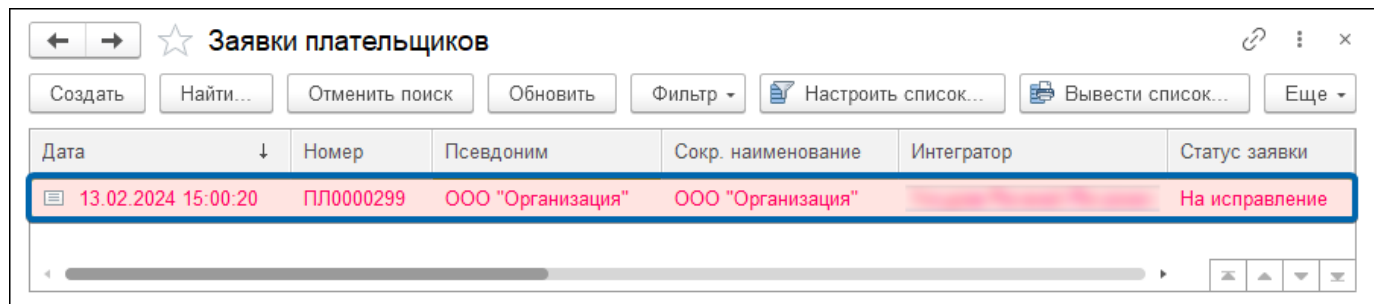 Заявки плательщиков
Создать Найти... Отменить поиск Обновить Фильтр Настроить список... Вывести список... Еще
Дата ↓ Номер Псевдоним Сокр. наименование Интегратор Статус заявки
13.02.2024 15:00:20 ПЛ0000299 ООО "Организация" ООО "Организация" На исправление